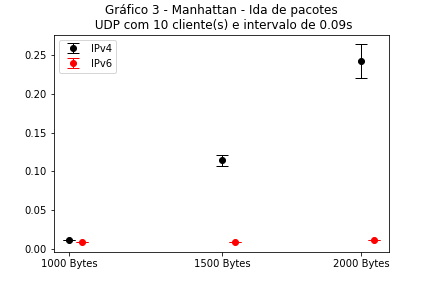 Gráfico 3 - Manhattan - Ida de pacotes
UDP com 10 cliente(s) e intervalo de 0.09s
IPv4
IPv6
0.25
0.20
0.15
0.10
0.05
0.00
1000 Bytes
1500 Bytes
2000 Bytes